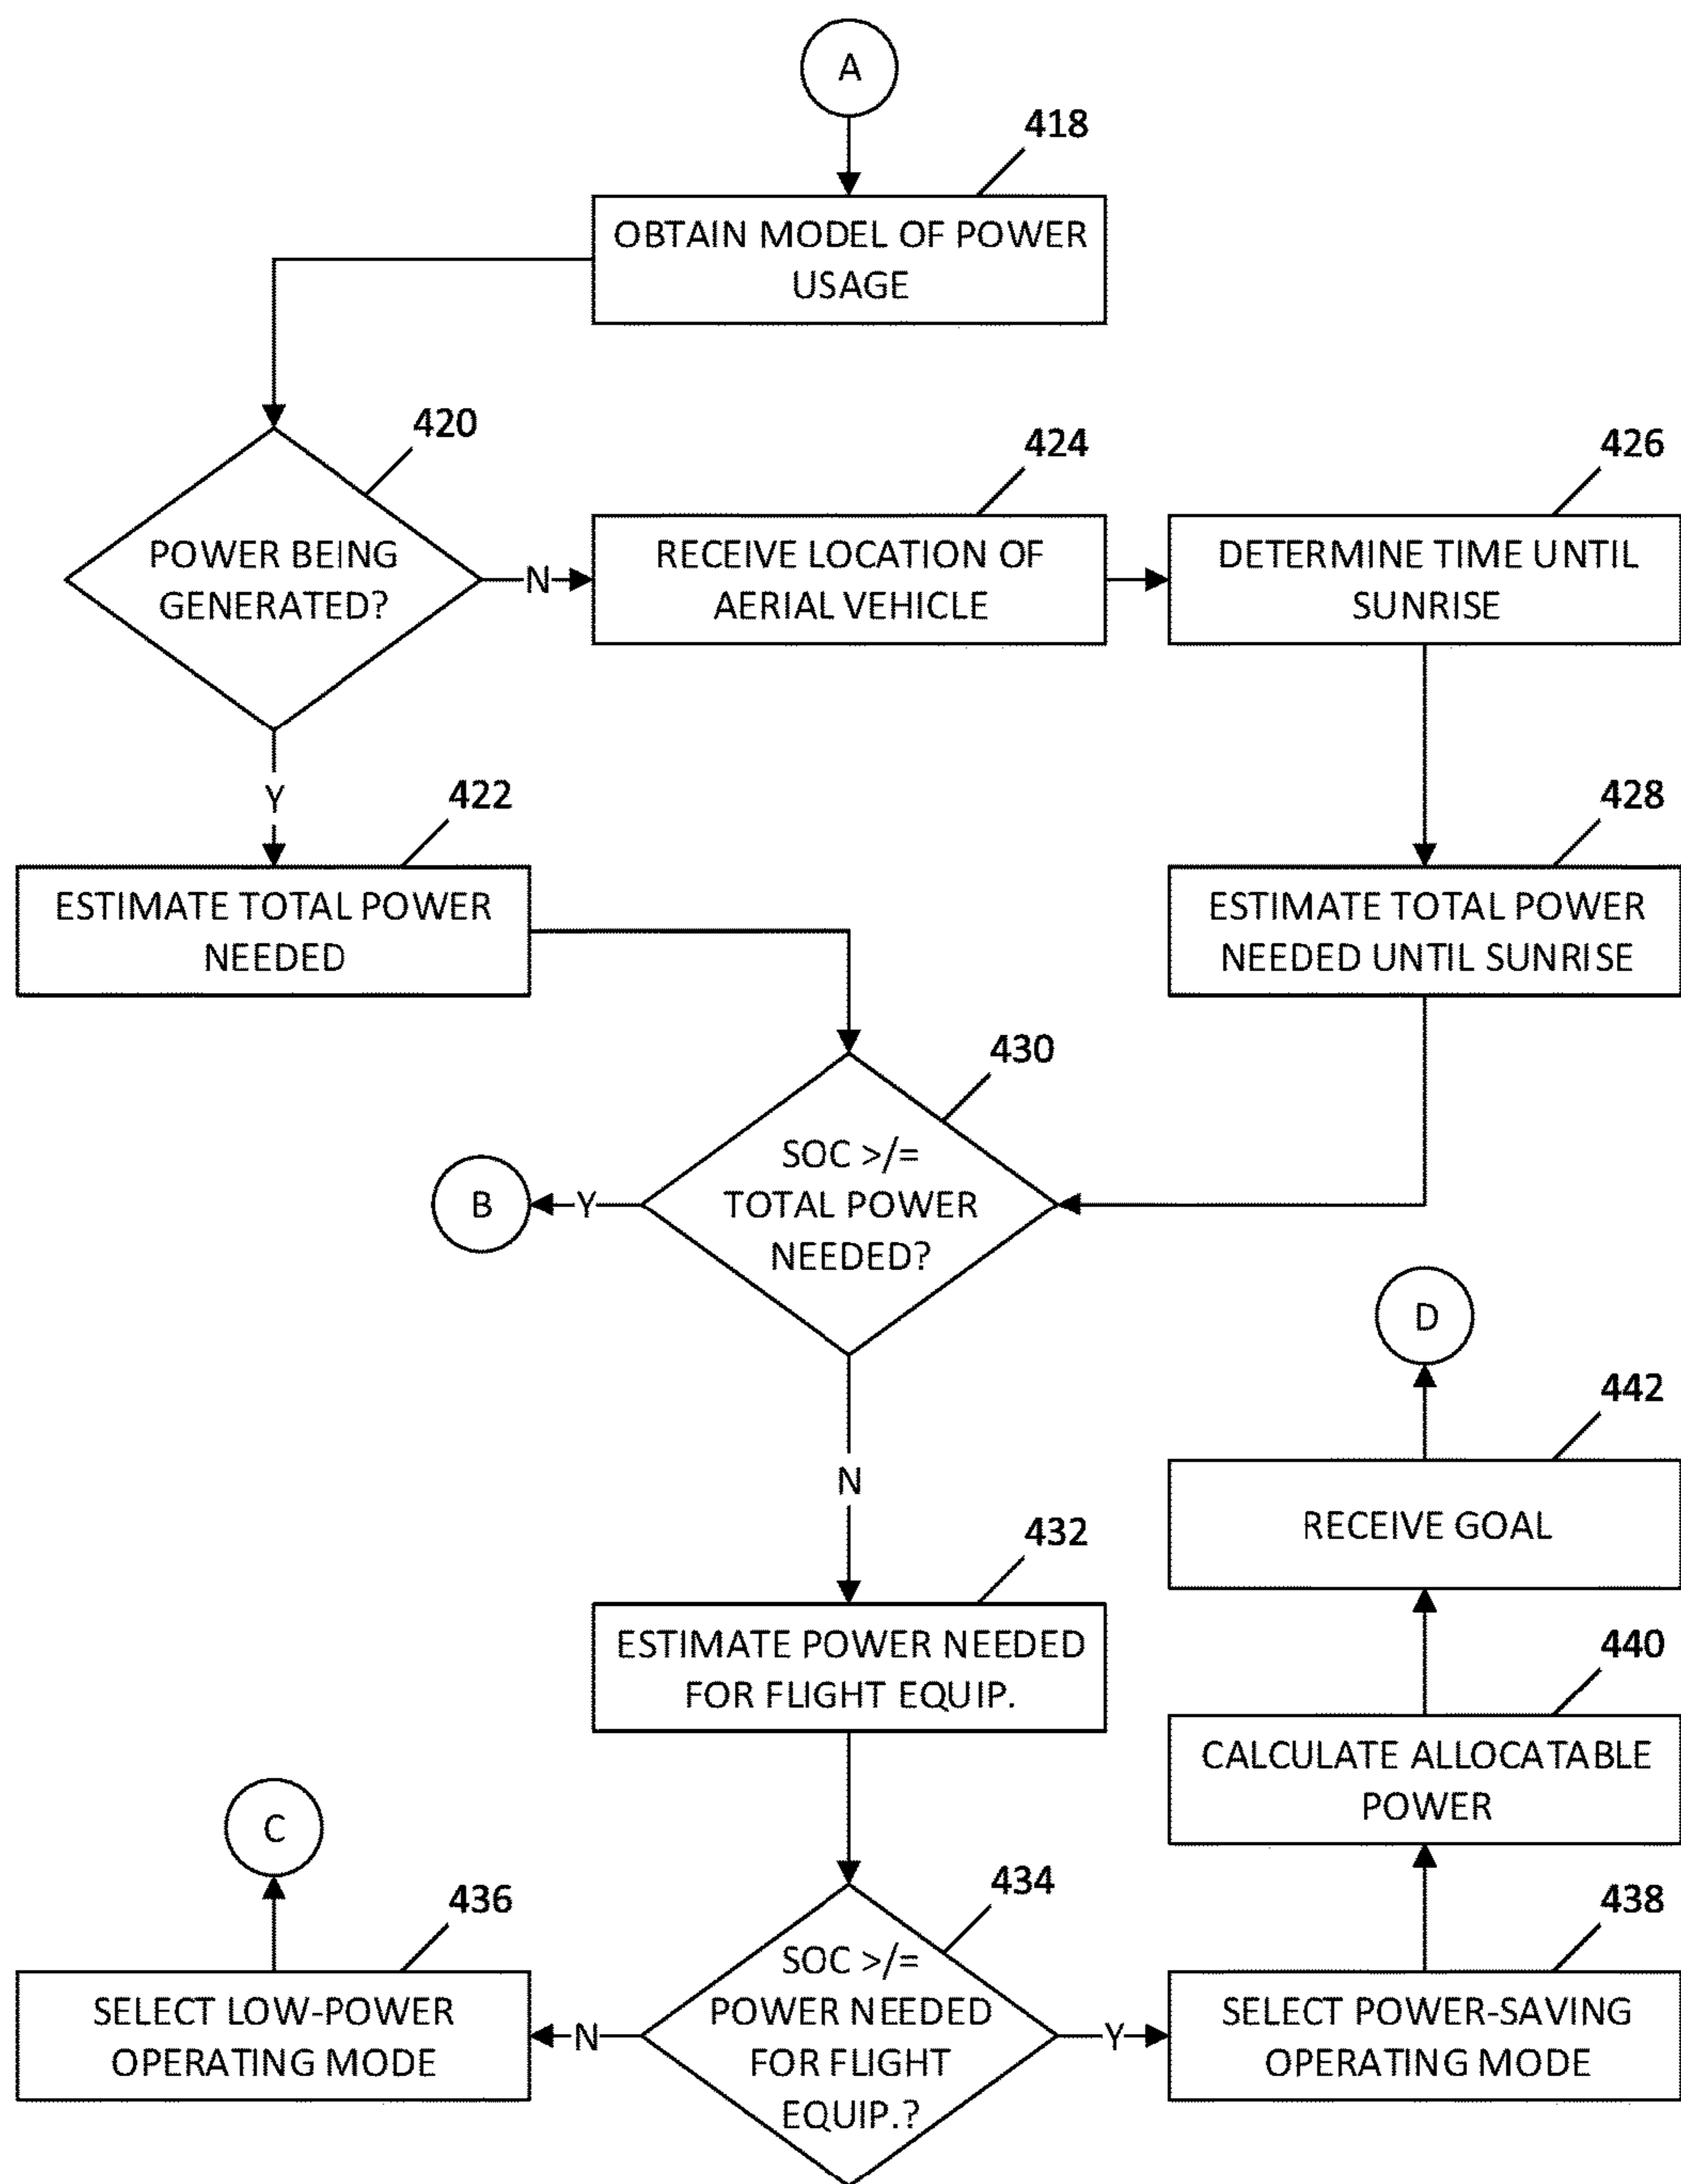 A
418
OBTAIN MODEL OF POWER
USAGE
420
POWER BEING
GENERATED?
N
424
RECEIVE LOCATION OF
AERIAL VEHICLE
426
DETERMINE TIME UNTIL
SUNRISE
Y
422
ESTIMATE TOTAL POWER
NEEDED
428
ESTIMATE TOTAL POWER
NEEDED UNTIL SUNRISE
430
SOC >/=
TOTAL POWER
NEEDED?
Y
B
N
432
ESTIMATE POWER NEEDED
FOR FLIGHT EQUIP.
434
SOC >/=
POWER NEEDED
FOR FLIGHT
EQUIP.?
N
436
SELECT LOW-POWER
OPERATING MODE
C
Y
438
SELECT POWER-SAVING
OPERATING MODE
440
CALCULATE ALLOCATABLE
POWER
442
RECEIVE GOAL
D